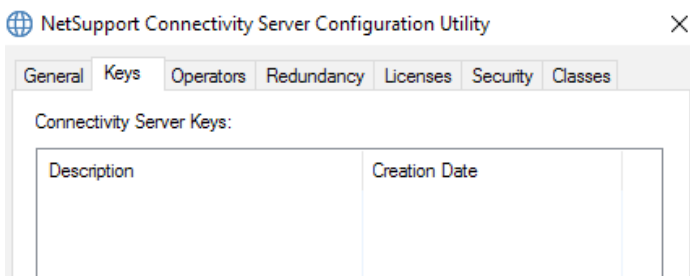 NetSupport Connectivity Server Configuration Utility
General Keys Operators Redundancy Licenses Security Classes
Connectivity Server Keys:
Description Creation Date